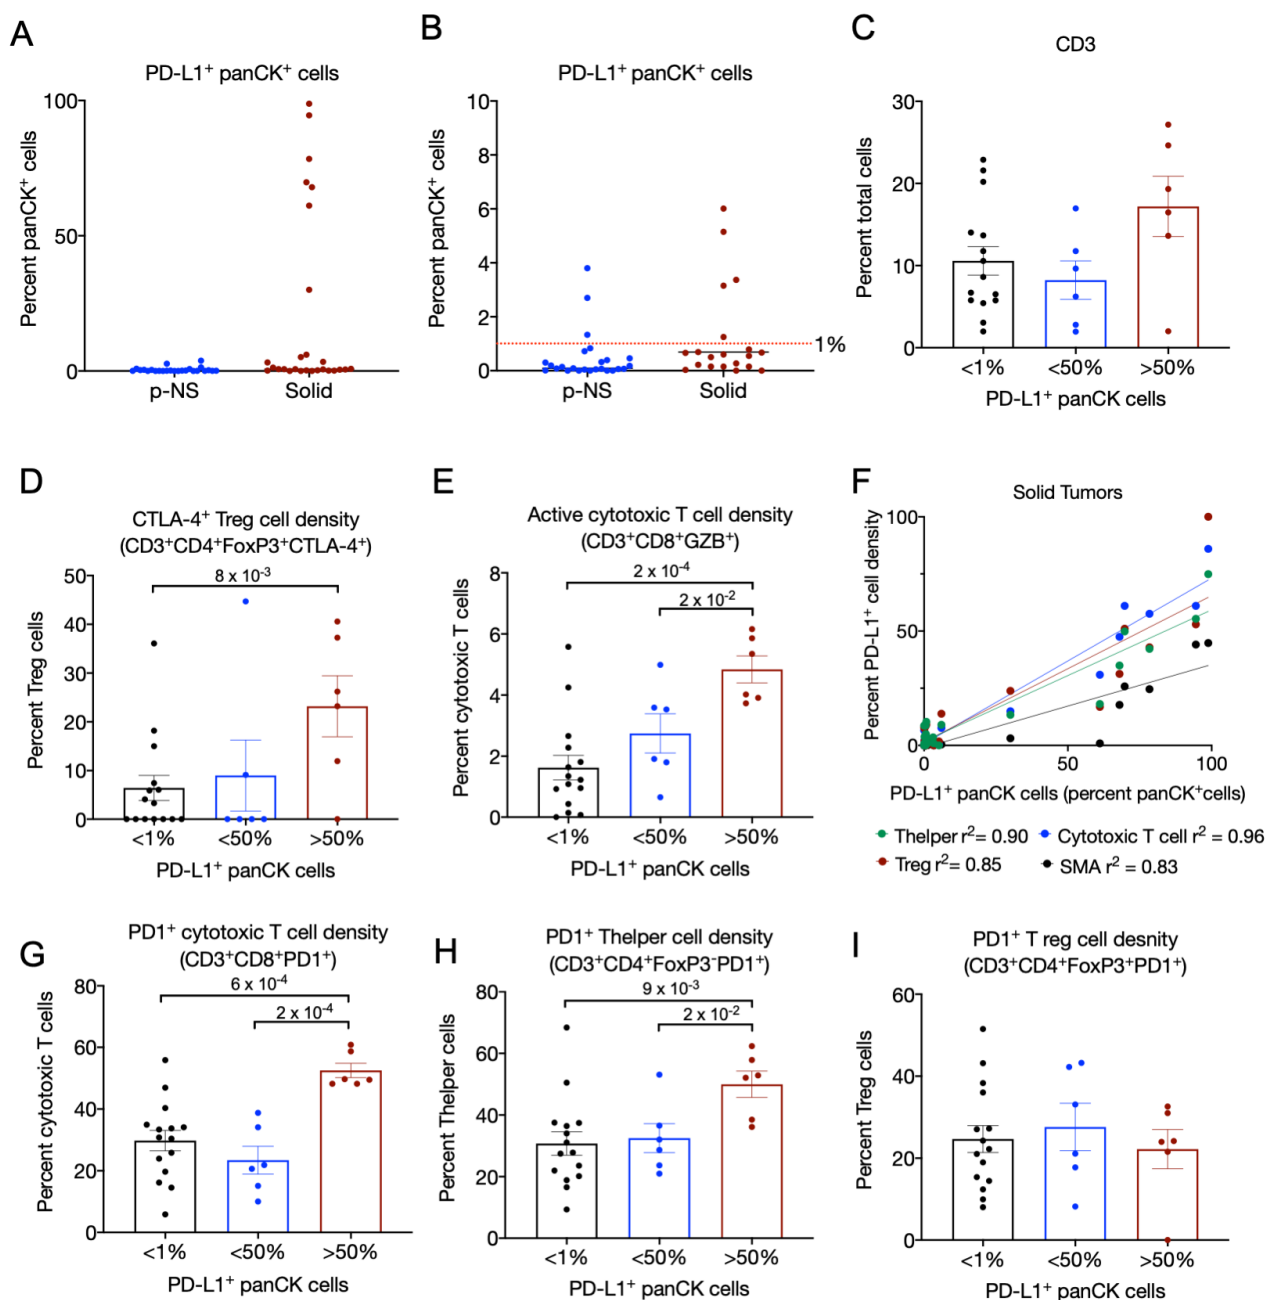 A
PD-L1⁺ panCK⁺ cells
Percent panCK⁺ cells
100
50
0
p-NS
Solid
B
PD-L1⁺ panCK⁺ cells
Percent panCK⁺ cells
10
8
6
4
2
0
1%
p-NS
Solid
C
CD3
Percent total cells
30
20
10
0
<1%
<50%
>50%
PD-L1⁺ panCK cells
D
CTLA-4⁺ Treg cell density
(CD3⁺CD4⁺FoxP3⁺CTLA-4⁺)
Percent Treg cells
50
40
30
20
10
0
8 x 10⁻³
<1%
<50%
>50%
PD-L1⁺ panCK cells
E
Active cytotoxic T cell density
(CD3⁺CD8⁺GZB⁺)
Percent cytotoxic T cells
8
6
4
2
0
2 x 10⁻⁴
2 x 10⁻²
<1%
<50%
>50%
PD-L1⁺ panCK cells
F
Solid Tumors
Percent PD-L1⁺ cell density
100
50
0
0
50
100
PD-L1⁺ panCK cells (percent panCK⁺cells)
Thelper r²= 0.90
Cytotoxic T cell r² = 0.96
Treg r²= 0.85
SMA r² = 0.83
G
PD1⁺ cytotoxic T cell density
(CD3⁺CD8⁺PD1⁺)
Percent cytotoxic T cells
80
60
40
20
0
6 x 10⁻⁴
2 x 10⁻⁴
<1%
<50%
>50%
PD-L1⁺ panCK cells
H
PD1⁺ Thelper cell density
(CD3⁺CD4⁺FoxP3⁻PD1⁺)
Percent Thelper cells
80
60
40
20
0
9 x 10⁻³
2 x 10⁻²
<1%
<50%
>50%
PD-L1⁺ panCK cells
I
PD1⁺ T reg cell desnity
(CD3⁺CD4⁺FoxP3⁺PD1⁺)
Percent Treg cells
60
40
20
0
<1%
<50%
>50%
PD-L1⁺ panCK cells